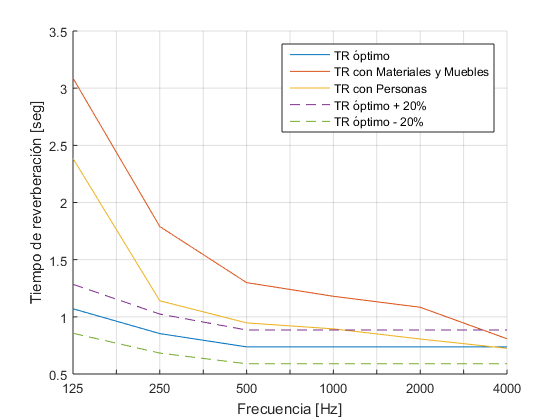 3.5
3
2.5
2
1.5
1
0.5
Tiempo de reverberación [seg]
TR óptimo
TR con Materiales y Muebles
TR con Personas
TR óptimo + 20%
TR óptimo - 20%
125 250 500 1000 2000 4000
Frecuencia [Hz]